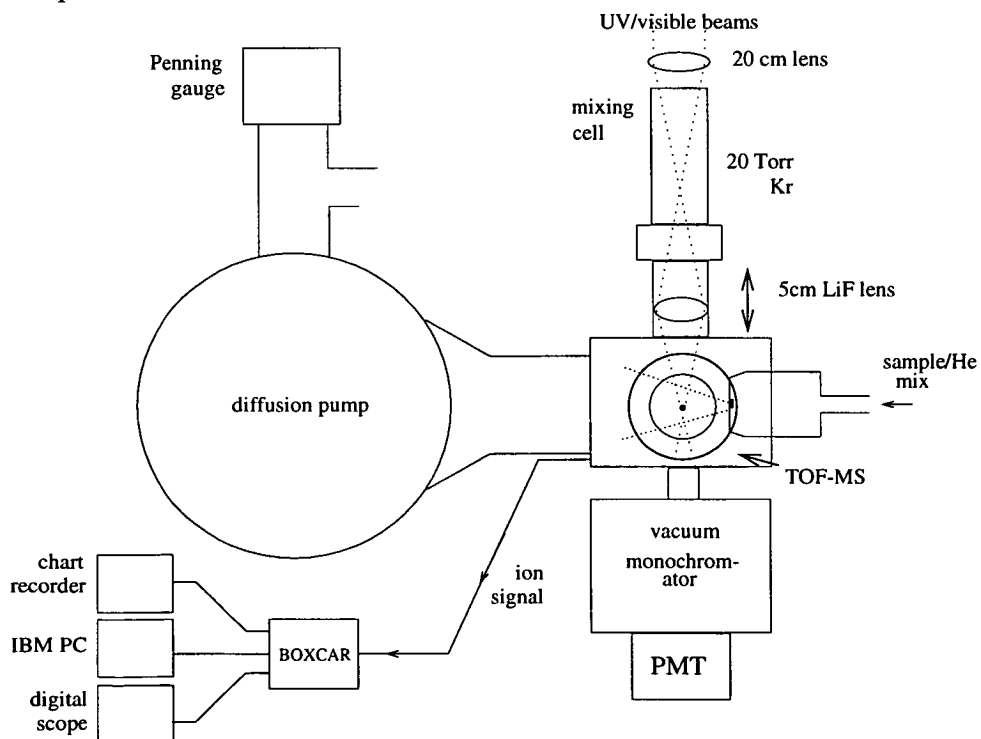 UV/visible beams
20 cm lens
Penning
gauge
mixing
cell
20 Torr
Kr
5cm LiF lens
sample/He
mix
diffusion pump
TOF-MS
vacuum
monochrom-
ator
PMT
ion
signal
chart
recorder
IBM PC
BOXCAR
digital
scope